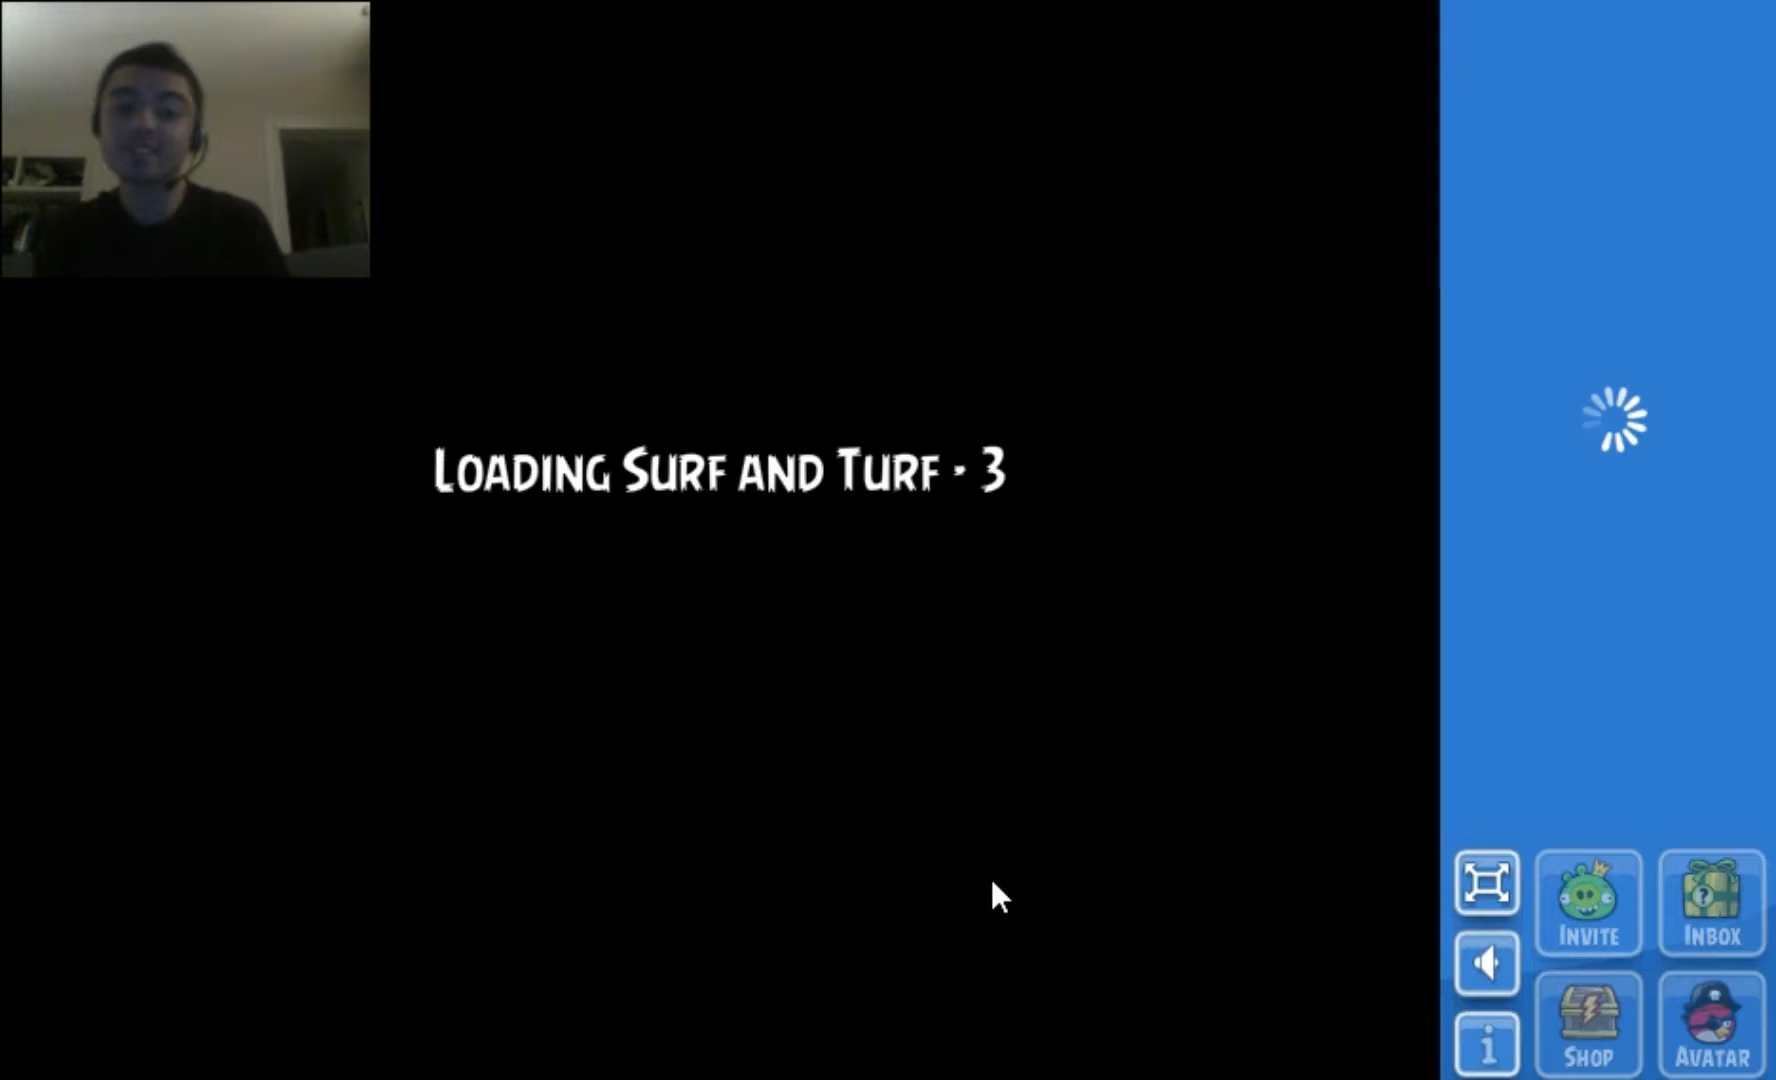 LOADING SURF AND TURF · 3
INVITE
INBOX
SHOP
AVATAR